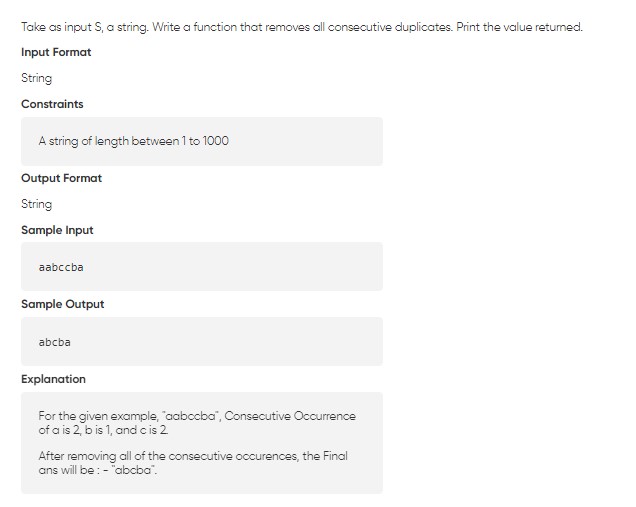 Take as input S, a string. Write a function that removes all consecutive duplicates. Print the value returned.
Input Format
String
Constraints
A string of length between 1 to 1000
Output Format
String
Sample Input
aabccba
Sample Output
abcba
Explanation
For the given example, "aabccba", Consecutive Occurrence
of a is 2, b is 1, and c is 2.
After removing all of the consecutive occurences, the Final
ans will be : - "abcba".